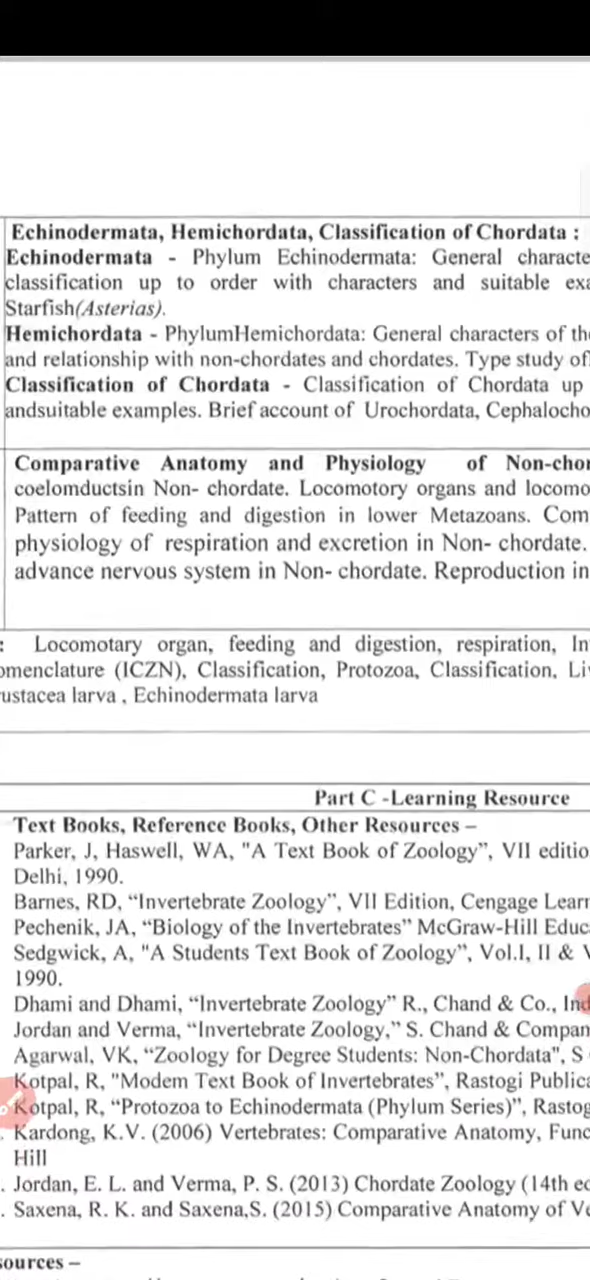 Echinodermata, Hemichordata, Classification of Chordata :
Echinodermata - Phylum Echinodermata: General characte
classification up to order with characters and suitable exa
Starfish(Asterias).
Hemichordata - PhylumHemichordata: General characters of the
and relationship with non-chordates and chordates. Type study of
Classification of Chordata - Classification of Chordata up
andsuitable examples. Brief account of Urochordata, Cephalocho
Comparative Anatomy and Physiology of Non-chor
coelomductsin Non- chordate. Locomotory organs and locomo
Pattern of feeding and digestion in lower Metazoans. Com
physiology of respiration and excretion in Non- chordate.
advance nervous system in Non- chordate. Reproduction in
: Locomotary organ, feeding and digestion, respiration, In
omenclature (ICZN), Classification, Protozoa, Classification, Li
ustacea larva , Echinodermata larva
Part C -Learning Resource
Text Books, Reference Books, Other Resources –
Parker, J, Haswell, WA, "A Text Book of Zoology", VII editio
Delhi, 1990.
Barnes, RD, “Invertebrate Zoology”, VII Edition, Cengage Learn
Pechenik, JA, “Biology of the Invertebrates” McGraw-Hill Educ
Sedgwick, A, "A Students Text Book of Zoology”, Vol.I, II &
1990.
Dhami and Dhami, “Invertebrate Zoology” R., Chand & Co., Ind
Jordan and Verma, “Invertebrate Zoology,” S. Chand & Compan
Agarwal, VK, “Zoology for Degree Students: Non-Chordata", S
Kotpal, R, "Modem Text Book of Invertebrates”, Rastogi Publica
Kotpal, R, “Protozoa to Echinodermata (Phylum Series)”, Rastog
. Kardong, K.V. (2006) Vertebrates: Comparative Anatomy, Func
Hill
. Jordan, E. L. and Verma, P. S. (2013) Chordate Zoology (14th ed
. Saxena, R. K. and Saxena,S. (2015) Comparative Anatomy of Ve
ources –